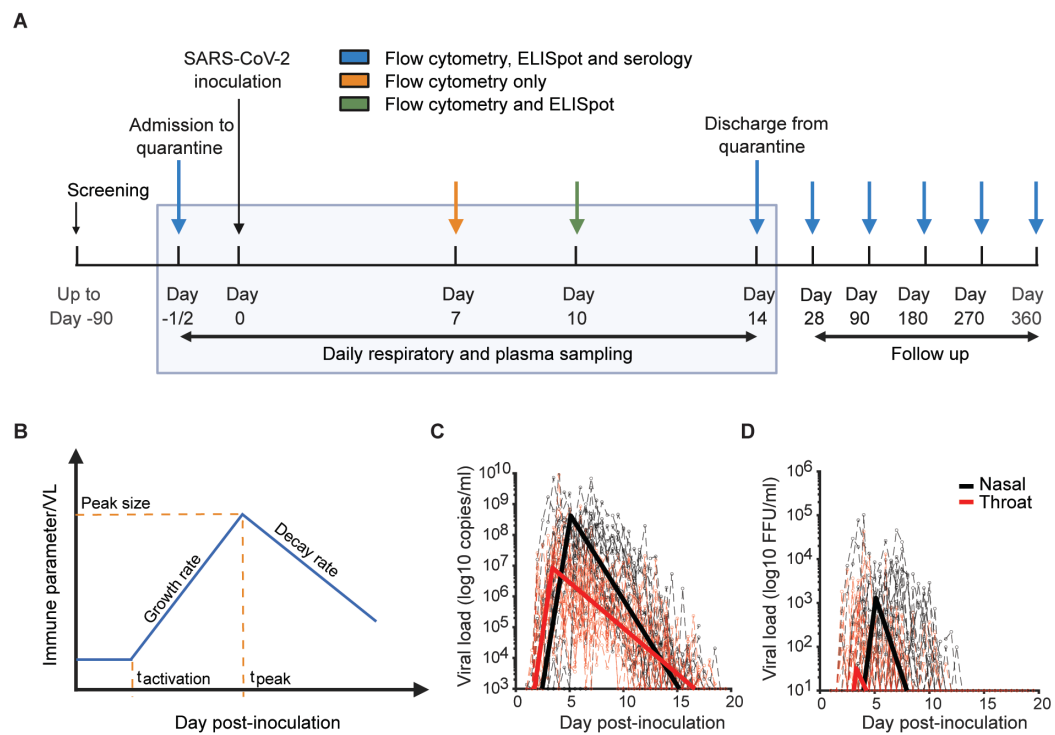 A
SARS-CoV-2
inoculation
Flow cytometry, ELISpot and serology
Flow cytometry only
Flow cytometry and ELISpot
Admission to
quarantine
Discharge from
quarantine
Screening
Up to
Day -90
Day
-1/2
Day
0
Day
7
Day
10
Day
14
Day
28
Day
90
Day
180
Day
270
Day
360
Daily respiratory and plasma sampling
Follow up
B
Immune parameter/VL
Peak size
Growth rate
Decay rate
tactivation
tpeak
Day post-inoculation
C
Viral load (log10 copies/ml)
10^10
10^9
10^8
10^7
10^6
10^5
10^4
10^3
0 5 10 15 20
Day post-inoculation
D
Viral load (log10 FFU/ml)
10^6
10^5
10^4
10^3
10^2
10^1
0 5 10 15 20
Day post-inoculation
Nasal
Throat